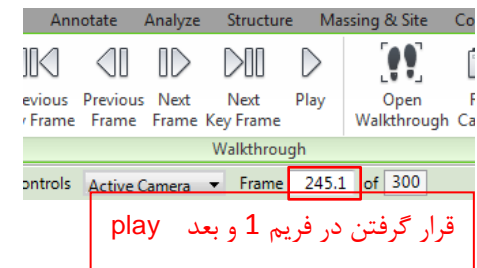 Annotate Analyze Structure Massing & Site Co
evious Previous Next Next Play Open F
Frame Frame Frame Key Frame Walkthrough Ca
Walkthrough
ontrols Active Camera Frame 245.1 of 300
قرار گرفتن در فریم 1 و بعد play